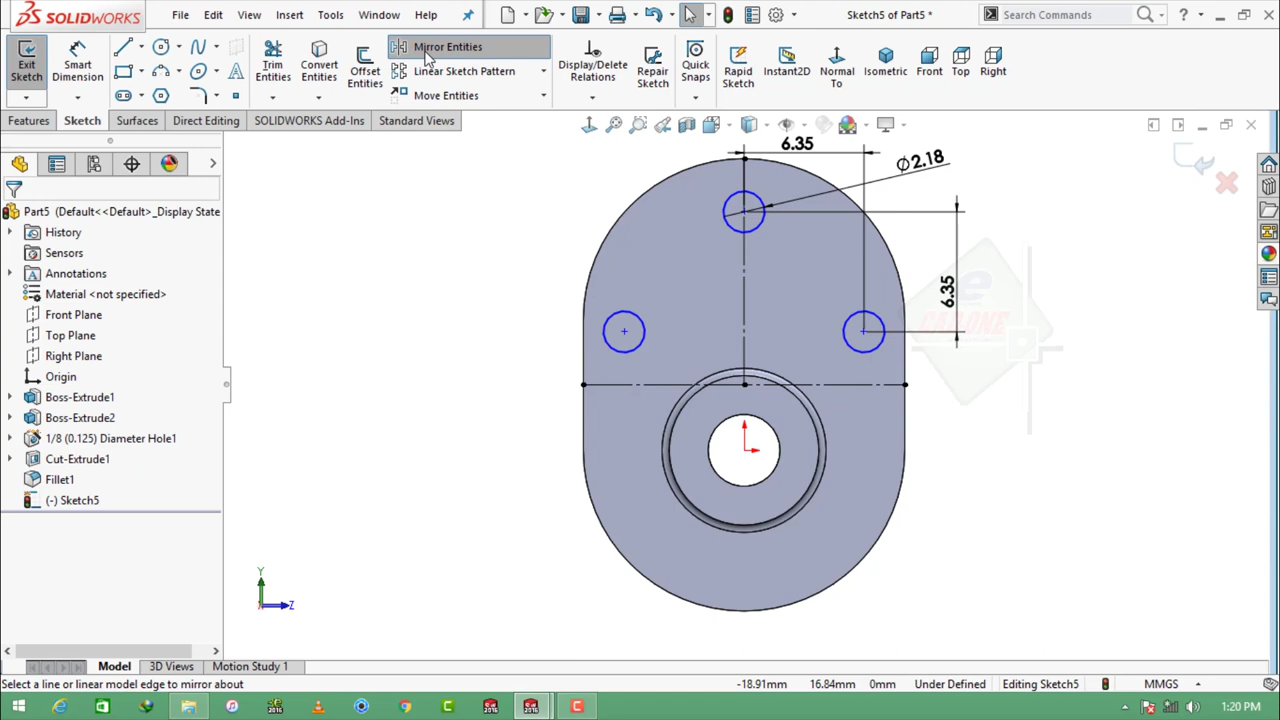 SOLIDWORKS
File Edit View Insert Tools Window Help
Sketch5 of Part5 *
Search Commands
?
Exit Sketch
Smart Dimension
Trim Entities
Convert Entities
Offset Entities
Mirror Entities
Linear Sketch Pattern
Move Entities
Display/Delete Relations
Repair Sketch
Quick Snaps
Rapid Sketch
Instant2D
Normal To
Isometric
Front
Top
Right
Features Sketch Surfaces Direct Editing SOLIDWORKS Add-Ins Standard Views
Part5 (Default<<Default>_Display State
History
Sensors
Annotations
Material <not specified>
Front Plane
Top Plane
Right Plane
Origin
Boss-Extrude1
Boss-Extrude2
1/8 (0.125) Diameter Hole1
Cut-Extrude1
Fillet1
(-) Sketch5
6.35
Ø2.18
6.35
Y
Z
Model 3D Views Motion Study 1
Select a line or linear model edge to mirror about
-18.91mm 16.84mm 0mm Under Defined Editing Sketch5 MMGS
1:20 PM